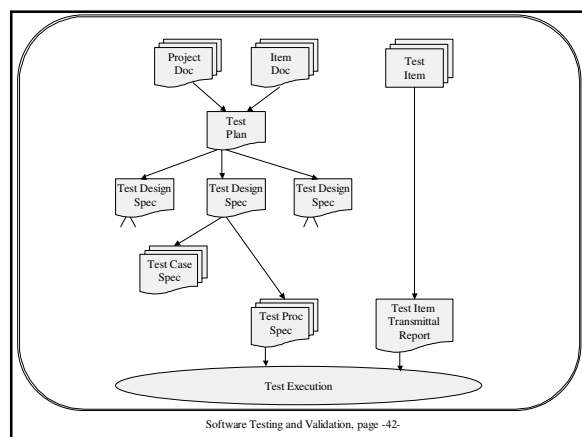 Project
Doc
Item
Doc
Test
Item
Test
Plan
Test Design
Spec
Test Design
Spec
Test Design
Spec
Test Case
Spec
Test Proc
Spec
Test Item
Transmittal
Report
Test Execution
Software Testing and Validation, page -42-